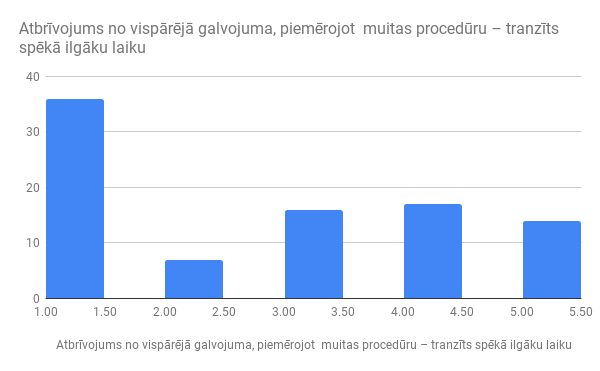 Atbrīvojums no vispārējā galvojuma, piemērojot  muitas procedūru – tranzīts
spēkā ilgāku laiku
40
30
20
10
0
1.00 1.50 2.00 2.50 3.00 3.50 4.00 4.50 5.00 5.50
Atbrīvojums no vispārējā galvojuma, piemērojot  muitas procedūru – tranzīts spēkā ilgāku laiku